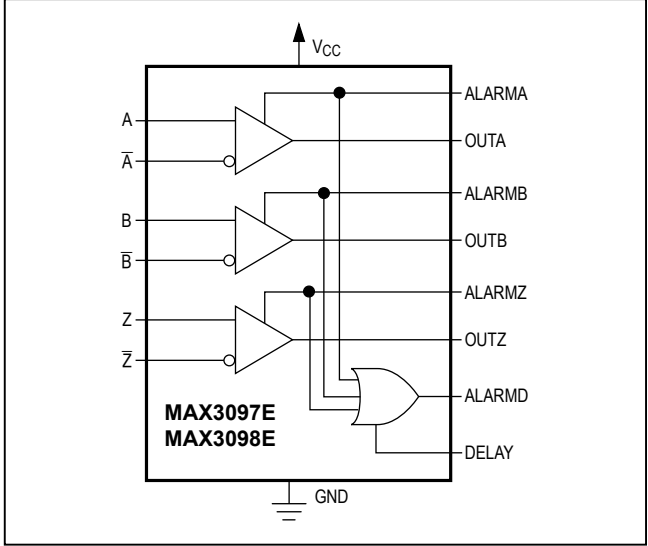 VCC
ALARMA
A
OUTA
A̅
ALARMB
B
OUTB
B̅
ALARMZ
Z
OUTZ
Z̅
ALARMD
MAX3097E
MAX3098E
DELAY
GND